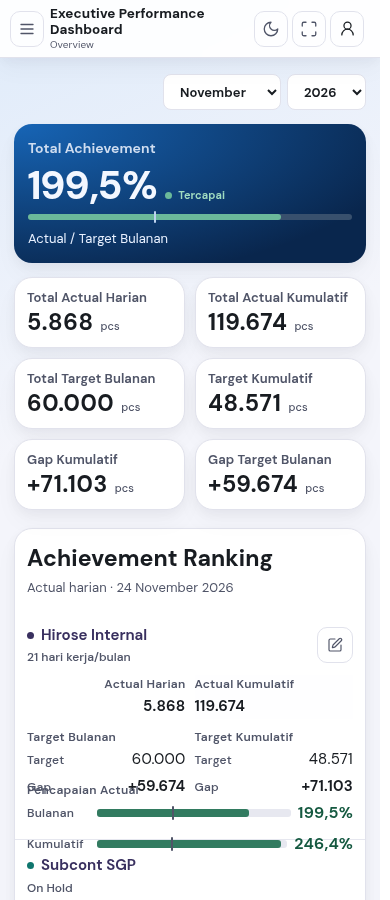 Executive Performance
Dashboard
Overview
November
2026
Total Achievement
199,5% Tercapai
Actual / Target Bulanan
Total Actual Harian
5.868 pcs
Total Actual Kumulatif
119.674 pcs
Total Target Bulanan
60.000 pcs
Target Kumulatif
48.571 pcs
Gap Kumulatif
+71.103 pcs
Gap Target Bulanan
+59.674 pcs
Achievement Ranking
Actual harian · 24 November 2026
Hirose Internal
21 hari kerja/bulan
Actual Harian
5.868
Actual Kumulatif
119.674
Target Bulanan
Target 60.000
Gap +59.674
Target Kumulatif
Target 48.571
Gap +71.103
Pencapaian Actual
Bulanan 199,5%
Kumulatif 246,4%
Subcont SGP
On Hold